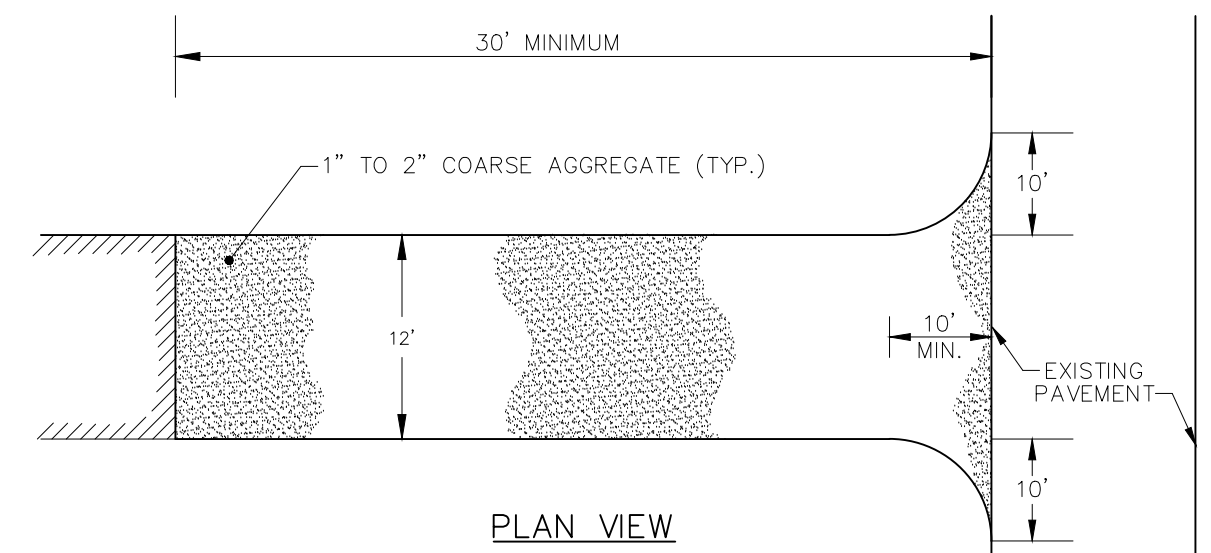 30' MINIMUM
1" TO 2" COARSE AGGREGATE (TYP.)
10'
12'
10'
MIN.
EXISTING
PAVEMENT
10'
PLAN VIEW